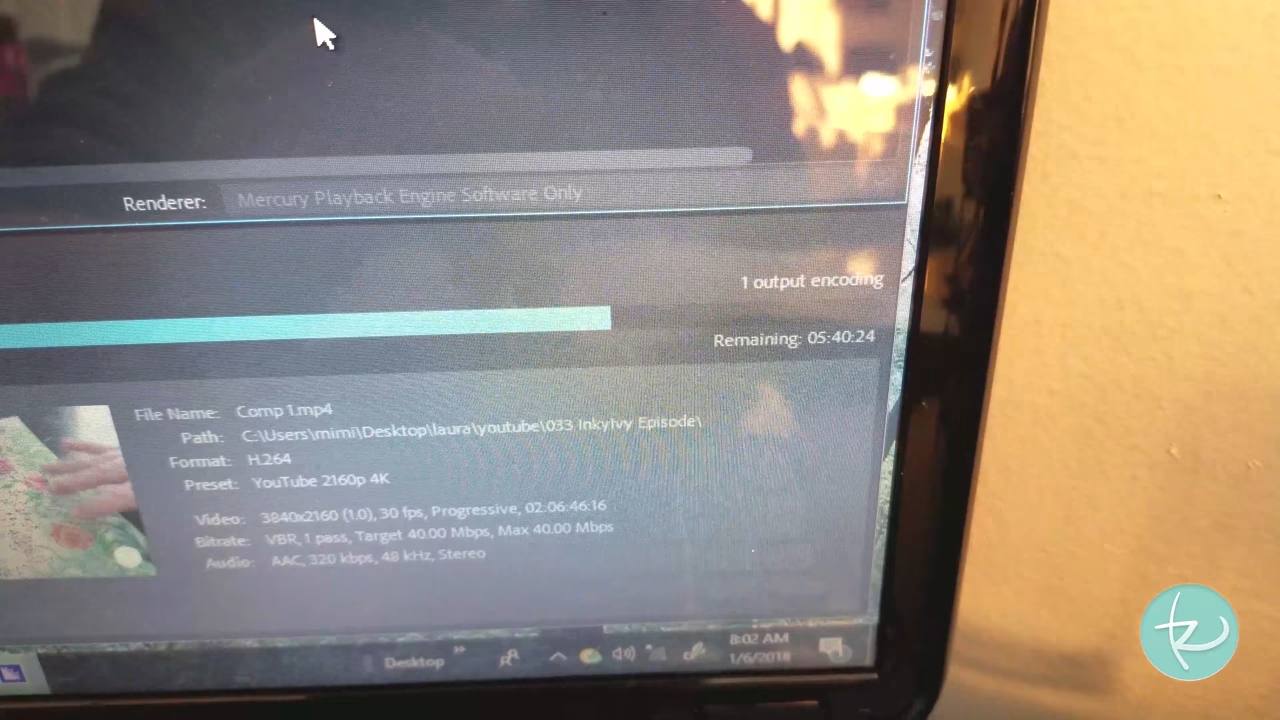 Renderer: Mercury Playback Engine Software Only
1 output encoding
Remaining: 05:40:24
File Name: Comp 1.mp4
Path: C:\Users\mimi\Desktop\laura\youtube\033 InkyIvy Episode\
Format: H.264
Preset: YouTube 2160p 4K
Video: 3840x2160 (1.0), 30 fps, Progressive, 02:06:46:16
Bitrate: VBR, 1 pass, Target 40.00 Mbps, Max 40.00 Mbps
Audio: AAC, 320 kbps, 48 kHz, Stereo
Desktop
8:02 AM
1/6/2018